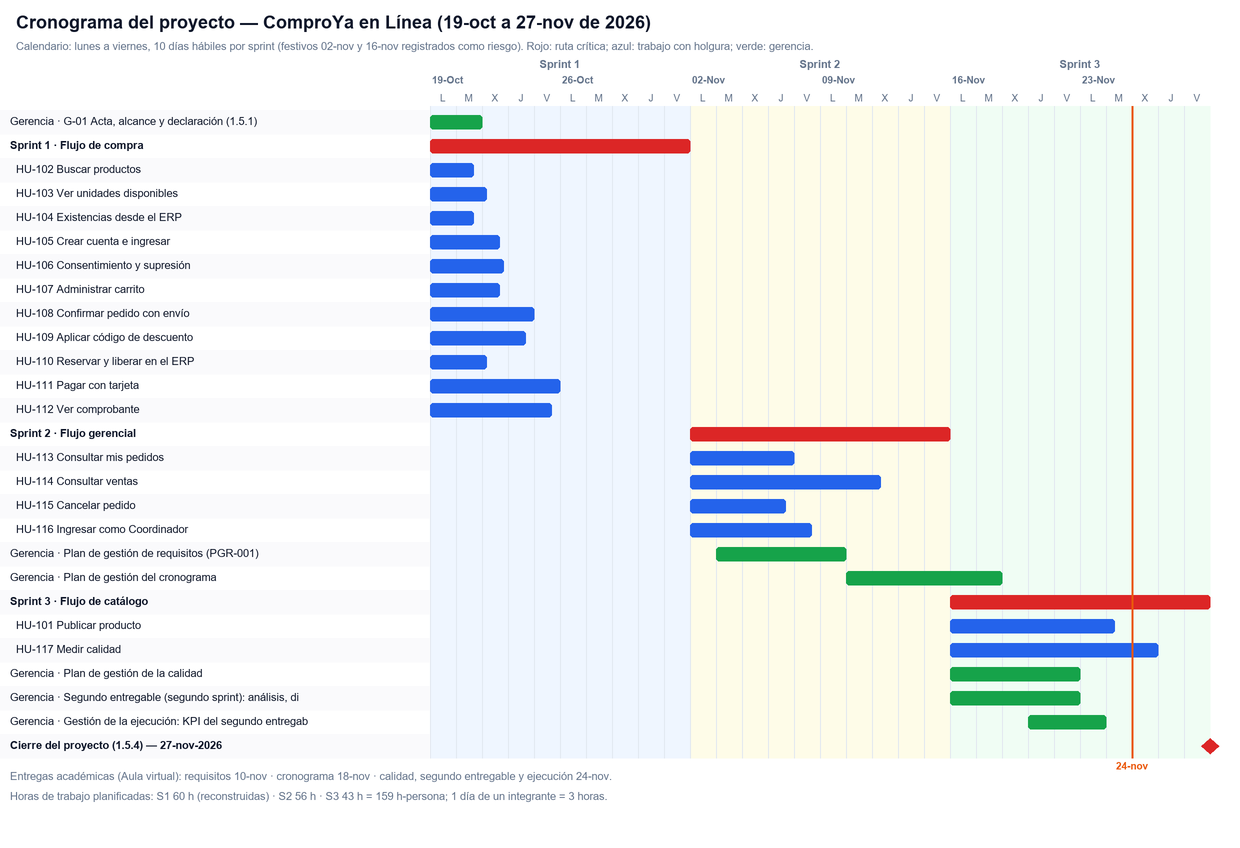 Cronograma del proyecto — ComproYa en Línea (19-oct a 27-nov de 2026)
Calendario: lunes a viernes, 10 días hábiles por sprint (festivos 02-nov y 16-nov registrados como riesgo). Rojo: ruta crítica; azul: trabajo con holgura; verde: gerencia.
Sprint 1 Sprint 2 Sprint 3
19-Oct 26-Oct 02-Nov 09-Nov 16-Nov 23-Nov
L M X J V L M X J V L M X J V L M X J V L M X J V L M X J V
Gerencia · G-01 Acta, alcance y declaración (1.5.1)
Sprint 1 · Flujo de compra
HU-102 Buscar productos
HU-103 Ver unidades disponibles
HU-104 Existencias desde el ERP
HU-105 Crear cuenta e ingresar
HU-106 Consentimiento y supresión
HU-107 Administrar carrito
HU-108 Confirmar pedido con envío
HU-109 Aplicar código de descuento
HU-110 Reservar y liberar en el ERP
HU-111 Pagar con tarjeta
HU-112 Ver comprobante
Sprint 2 · Flujo gerencial
HU-113 Consultar mis pedidos
HU-114 Consultar ventas
HU-115 Cancelar pedido
HU-116 Ingresar como Coordinador
Gerencia · Plan de gestión de requisitos (PGR-001)
Gerencia · Plan de gestión del cronograma
Sprint 3 · Flujo de catálogo
HU-101 Publicar producto
HU-117 Medir calidad
Gerencia · Plan de gestión de la calidad
Gerencia · Segundo entregable (segundo sprint): análisis, di
Gerencia · Gestión de la ejecución: KPI del segundo entregab
Cierre del proyecto (1.5.4) — 27-nov-2026
24-nov
Entregas académicas (Aula virtual): requisitos 10-nov · cronograma 18-nov · calidad, segundo entregable y ejecución 24-nov.
Horas de trabajo planificadas: S1 60 h (reconstruidas) · S2 56 h · S3 43 h = 159 h-persona; 1 día de un integrante = 3 horas.